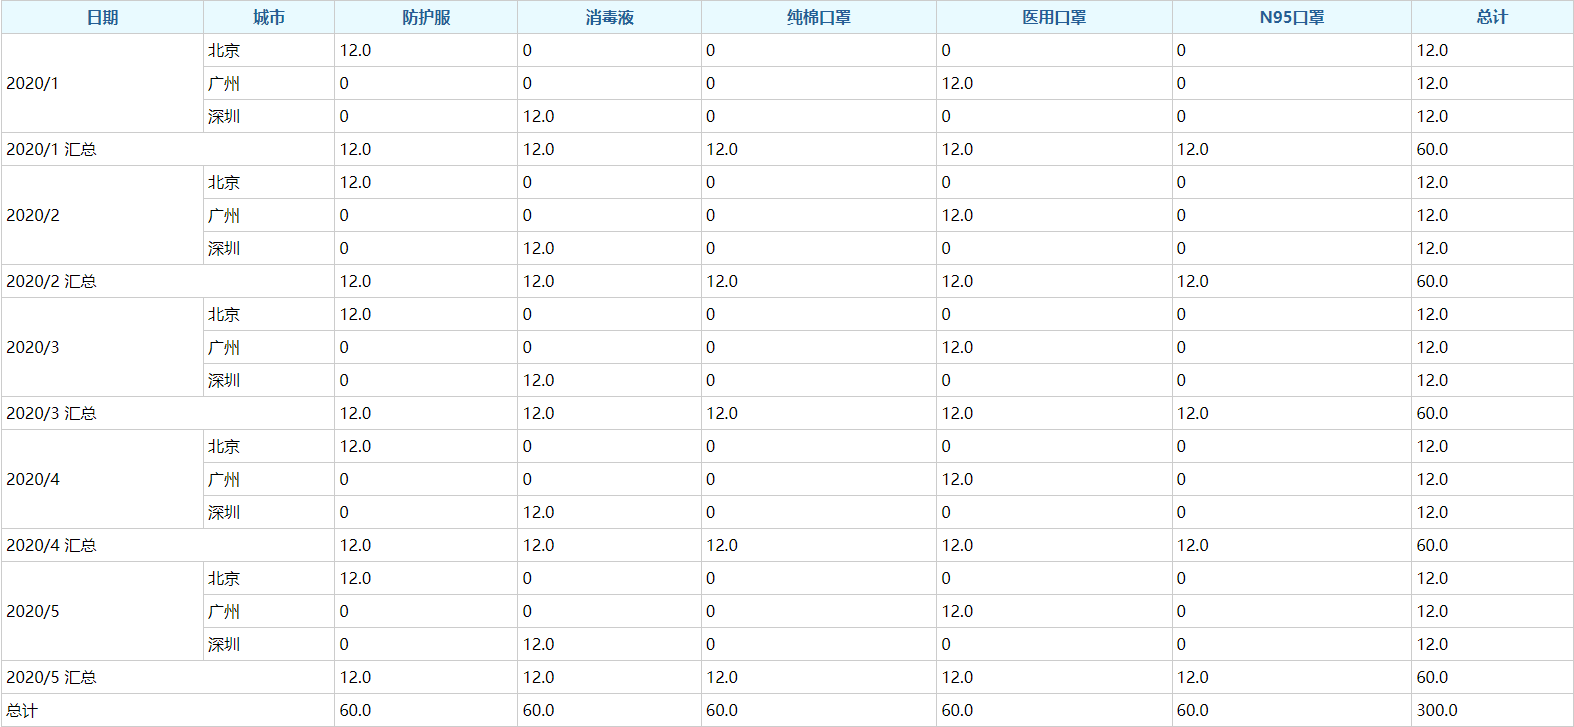 日期 城市 防护服 消毒液 纯棉口罩 医用口罩 N95口罩 总计
2020/1 北京 12.0 0 0 0 0 12.0
广州 0 0 0 12.0 0 12.0
深圳 0 12.0 0 0 0 12.0
2020/1 汇总 12.0 12.0 12.0 12.0 12.0 60.0
2020/2 北京 12.0 0 0 0 0 12.0
广州 0 0 0 12.0 0 12.0
深圳 0 12.0 0 0 0 12.0
2020/2 汇总 12.0 12.0 12.0 12.0 12.0 60.0
2020/3 北京 12.0 0 0 0 0 12.0
广州 0 0 0 12.0 0 12.0
深圳 0 12.0 0 0 0 12.0
2020/3 汇总 12.0 12.0 12.0 12.0 12.0 60.0
2020/4 北京 12.0 0 0 0 0 12.0
广州 0 0 0 12.0 0 12.0
深圳 0 12.0 0 0 0 12.0
2020/4 汇总 12.0 12.0 12.0 12.0 12.0 60.0
2020/5 北京 12.0 0 0 0 0 12.0
广州 0 0 0 12.0 0 12.0
深圳 0 12.0 0 0 0 12.0
2020/5 汇总 12.0 12.0 12.0 12.0 12.0 60.0
总计 60.0 60.0 60.0 60.0 60.0 300.0